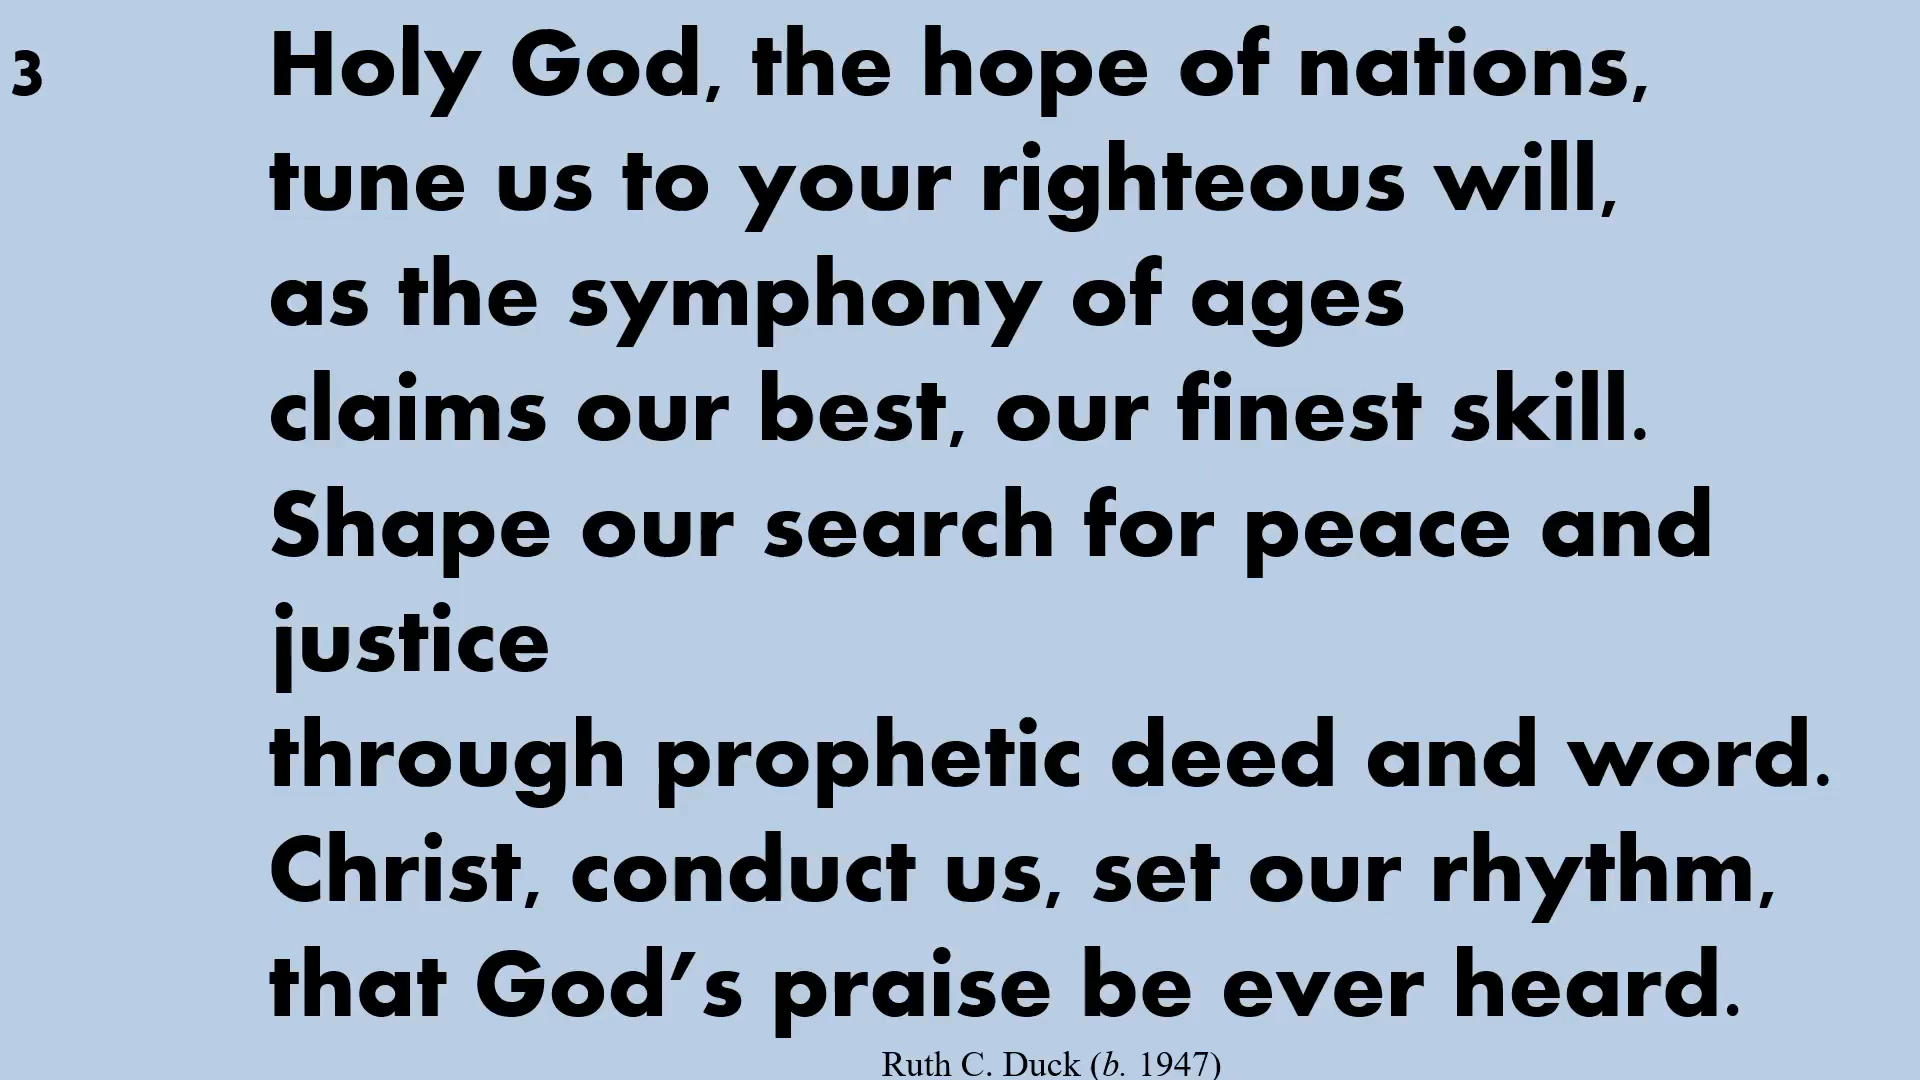 3 Holy God, the hope of nations,
tune us to your righteous will,
as the symphony of ages
claims our best, our finest skill.
Shape our search for peace and
justice
through prophetic deed and word.
Christ, conduct us, set our rhythm,
that God’s praise be ever heard.
Ruth C. Duck (b. 1947)